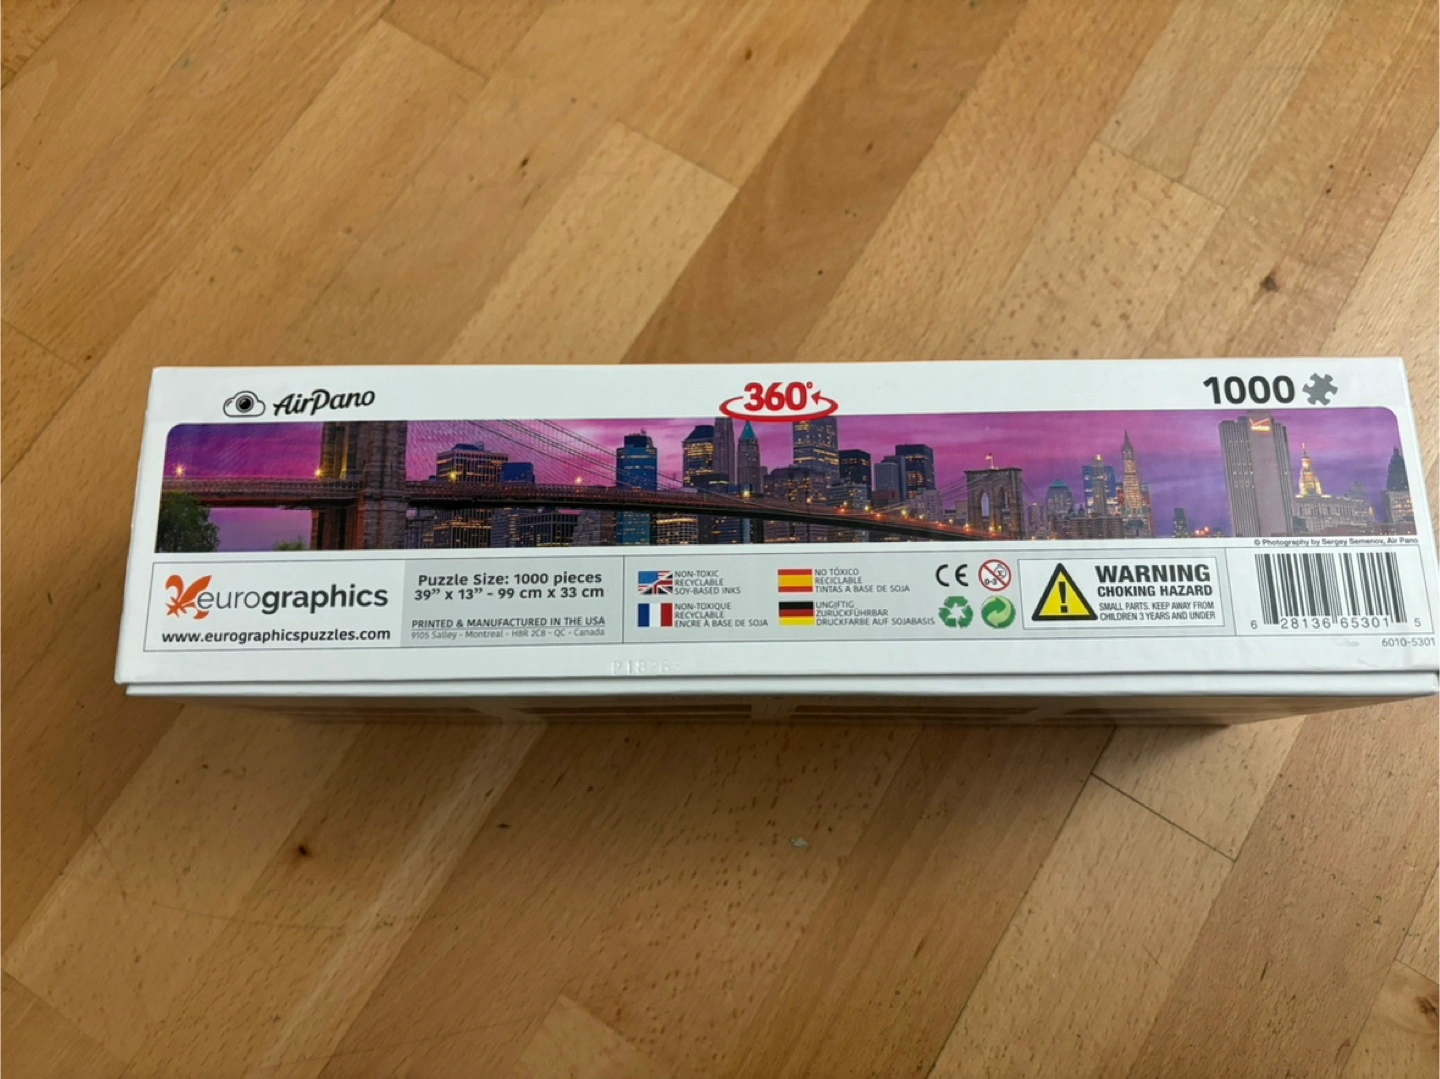 AirPano
360°
1000
© Photography by Sergey Semenov, Air Pano
eurographics
www.eurographicspuzzles.com
Puzzle Size: 1000 pieces
39” x 13” - 99 cm x 33 cm
PRINTED & MANUFACTURED IN THE USA
9105 Salley - Montreal - H8R 2C8 - QC - Canada
NON-TOXIC
RECYCLABLE
SOY-BASED INKS
NON-TOXIQUE
RECYCLABLE
ENCRE À BASE DE SOJA
NO TÓXICO
RECICLABLE
TINTAS A BASE DE SOJA
UNGIFTIG
ZURÜCKFÜHRBAR
DRUCKFARBE AUF SOJABASIS
CE
0-3
WARNING
CHOKING HAZARD
SMALL PARTS. KEEP AWAY FROM
CHILDREN 3 YEARS AND UNDER
6 28136 65301 5
6010-5301